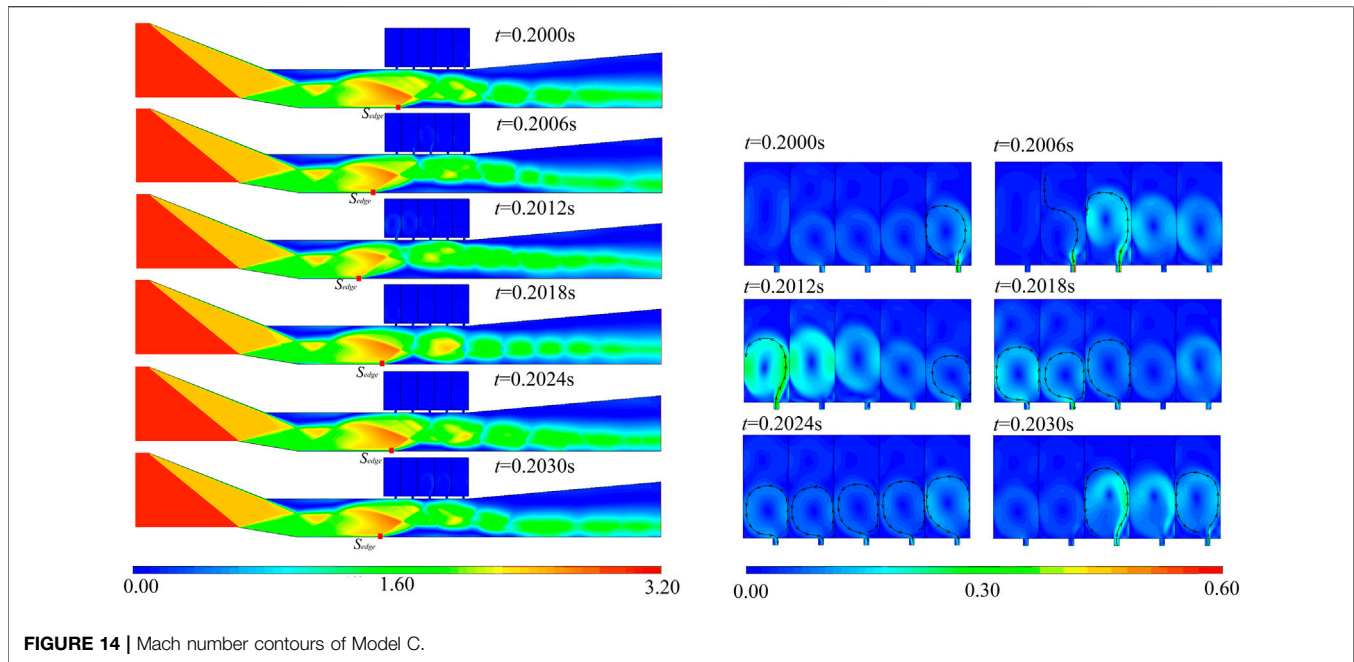 t=0.2000s
Sedge
t=0.2006s
Sedge
t=0.2012s
Sedge
t=0.2018s
Sedge
t=0.2024s
Sedge
t=0.2030s
Sedge
0.00 1.60 3.20
t=0.2000s t=0.2006s
t=0.2012s t=0.2018s
t=0.2024s t=0.2030s
0.00 0.30 0.60
FIGURE 14 | Mach number contours of Model C.